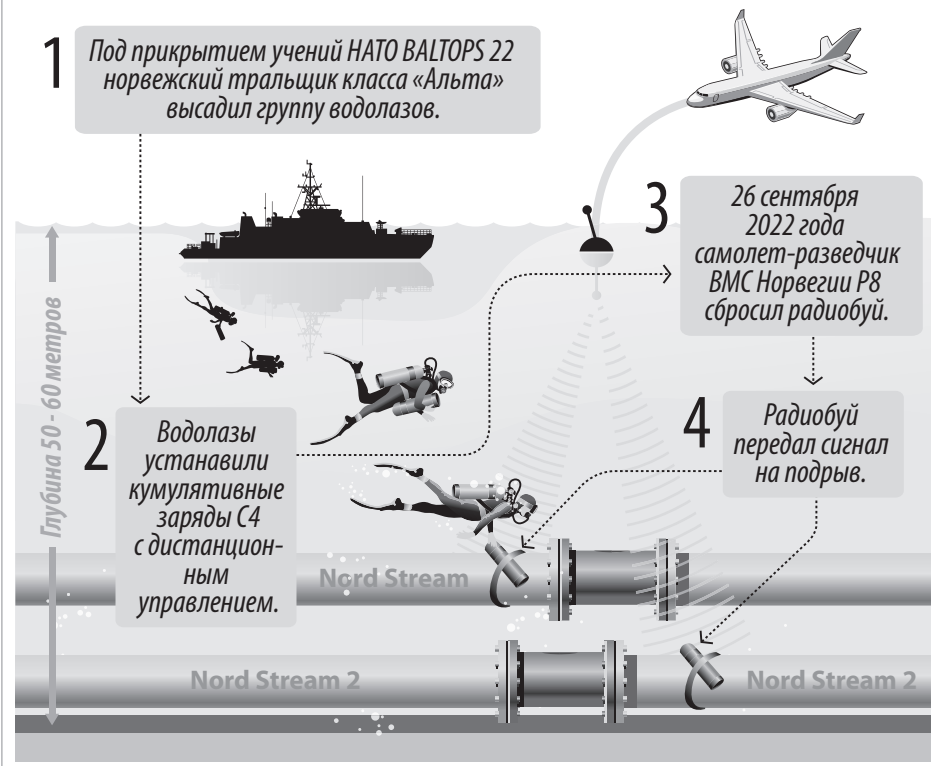 1
Под прикрытием учений НАТО BALTOPS 22
норвежский тральщик класса «Альта»
высадил группу водолазов.
2
Водолазы
устанавили
кумулятивные
заряды С4
с дистанцион-
ным
управлением.
3
26 сентября
2022 года
самолет-разведчик
ВМС Норвегии P8
сбросил радиобуй.
4
Радиобуй
передал сигнал
на подрыв.
Глубина 50 - 60 метров
Nord Stream
Nord Stream 2
Nord Stream 2